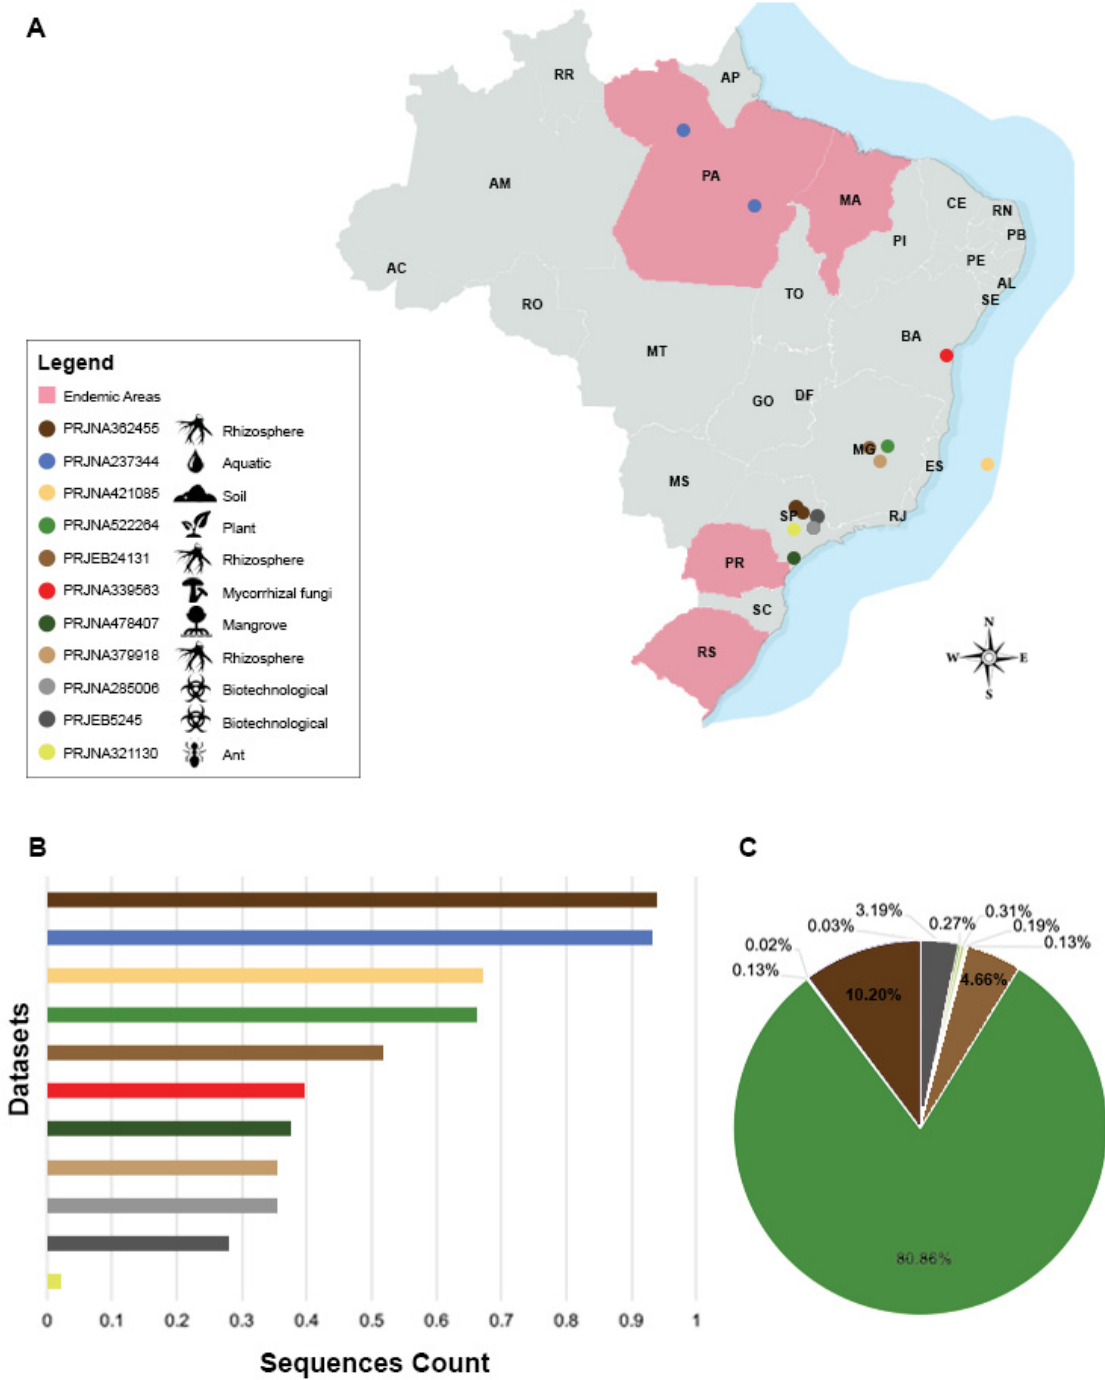 A
RR
AP
AM
PA
MA
CE
RN
PB
PI
PE
AL
SE
AC
RO
TO
BA
MT
GO
DF
MG
ES
MS
SP
RJ
PR
SC
RS
N
W
E
S
Legend
Endemic Areas
PRJNA362455 Rhizosphere
PRJNA237344 Aquatic
PRJNA421085 Soil
PRJNA522264 Plant
PRJEB24131 Rhizosphere
PRJNA339563 Mycorrhizal fungi
PRJNA478407 Mangrove
PRJNA379918 Rhizosphere
PRJNA285006 Biotechnological
PRJEB5245 Biotechnological
PRJNA321130 Ant
B
Datasets
0 0.1 0.2 0.3 0.4 0.5 0.6 0.7 0.8 0.9 1
Sequences Count
C
3.19%
0.31%
0.03%
0.27%
0.19%
0.02%
0.13%
0.13%
10.20%
4.66%
80.86%